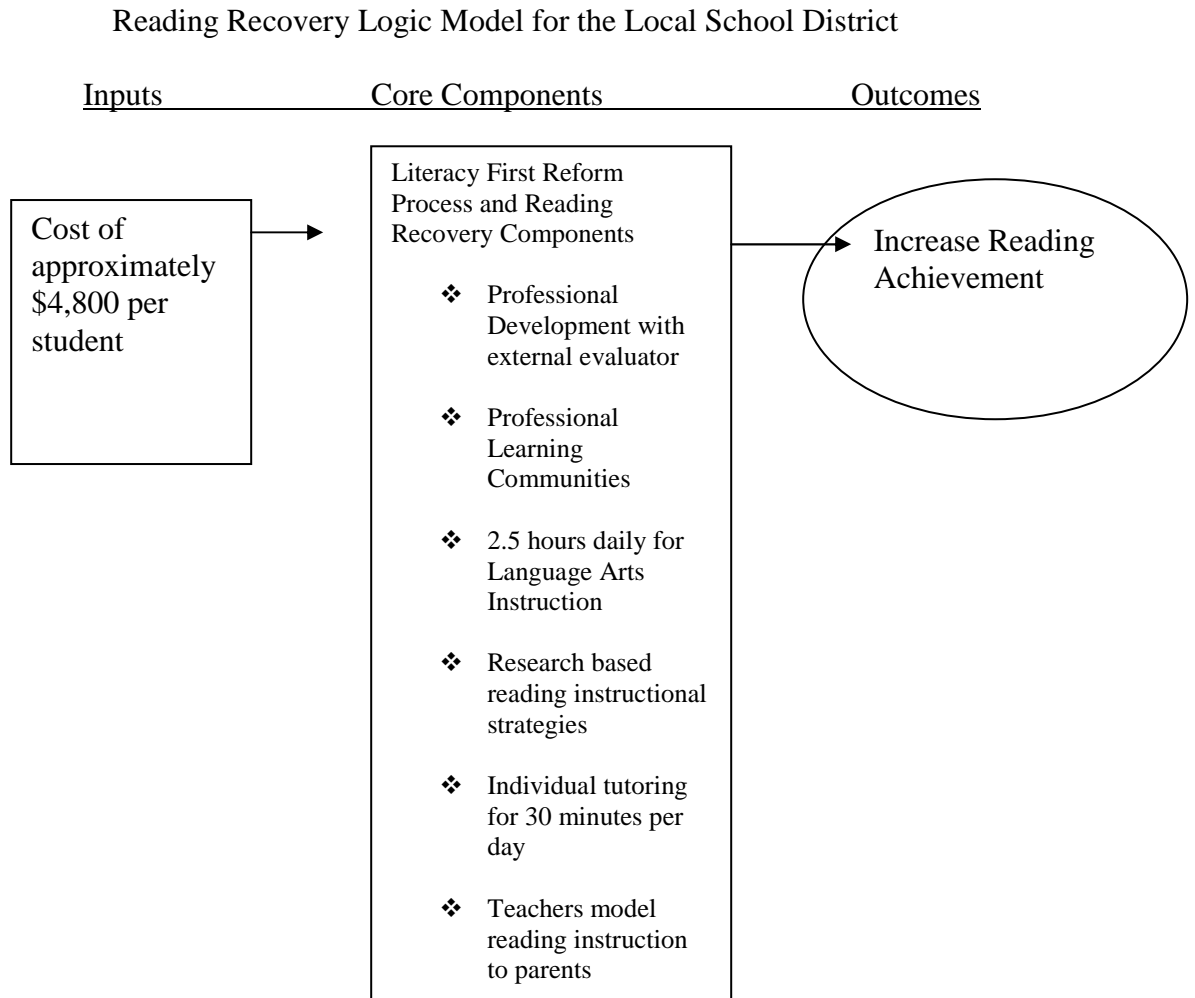 Reading Recovery Logic Model for the Local School District
Inputs Core Components Outcomes
Cost of
approximately
$4,800 per
student
Literacy First Reform
Process and Reading
Recovery Components
❖ Professional
Development with
external evaluator
❖ Professional
Learning
Communities
❖ 2.5 hours daily for
Language Arts
Instruction
❖ Research based
reading instructional
strategies
❖ Individual tutoring
for 30 minutes per
day
❖ Teachers model
reading instruction
to parents
Increase Reading
Achievement